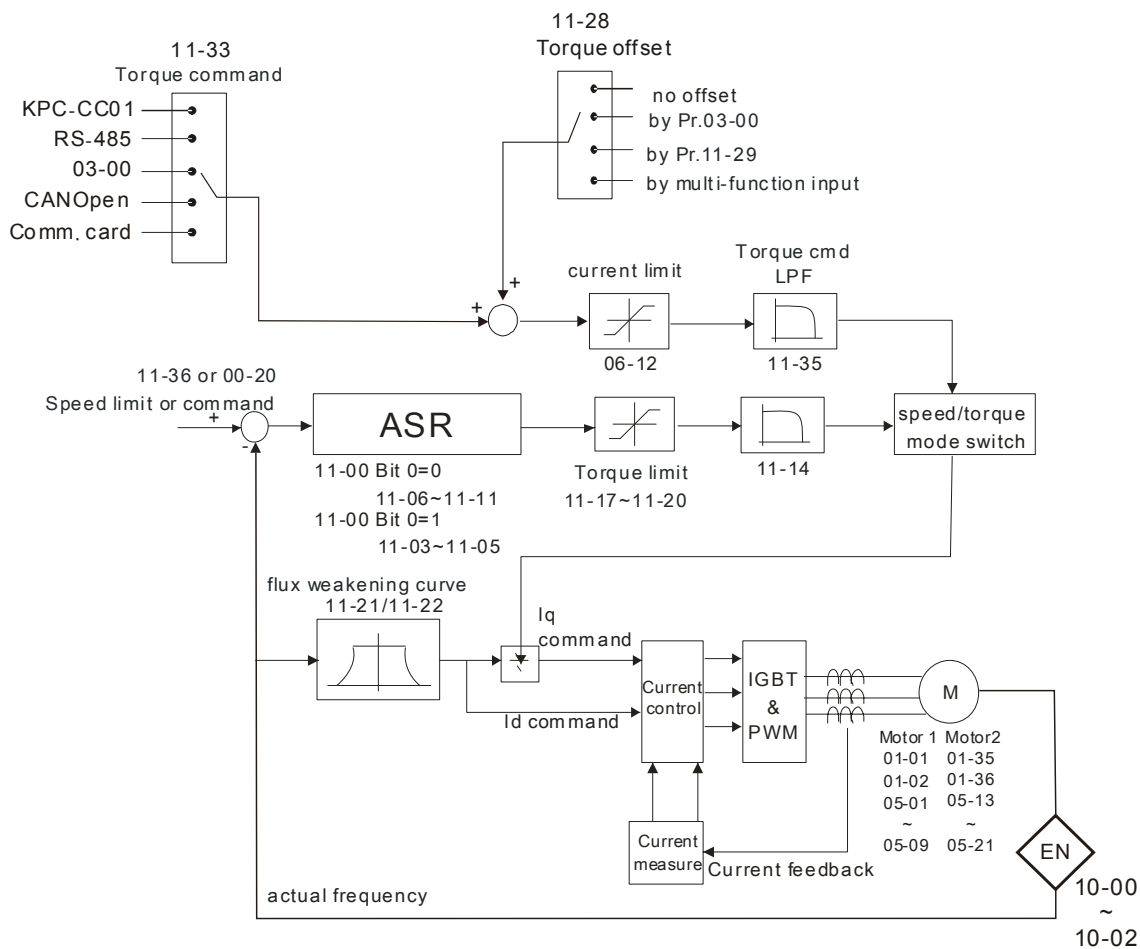 11-33
Torque command
KPC-CC01
RS-485
03-00
CANOpen
Comm. card
11-28
Torque offset
no offset
by Pr.03-00
by Pr.11-29
by multi-function input
+
+
current limit
06-12
Torque cmd
LPF
11-35
11-36 or 00-20
Speed limit or command
+
-
ASR
11-00 Bit 0=0
11-06~11-11
11-00 Bit 0=1
11-03~11-05
Torque limit
11-17~11-20
11-14
speed/torque
mode switch
flux weakening curve
11-21/11-22
Iq
command
Id command
Current
control
IGBT
&
PWM
M
Motor 1 Motor2
01-01 01-35
01-02 01-36
05-01 05-13
~ ~
05-09 05-21
Current
measure
Current feedback
EN
10-00
~
10-02
actual frequency